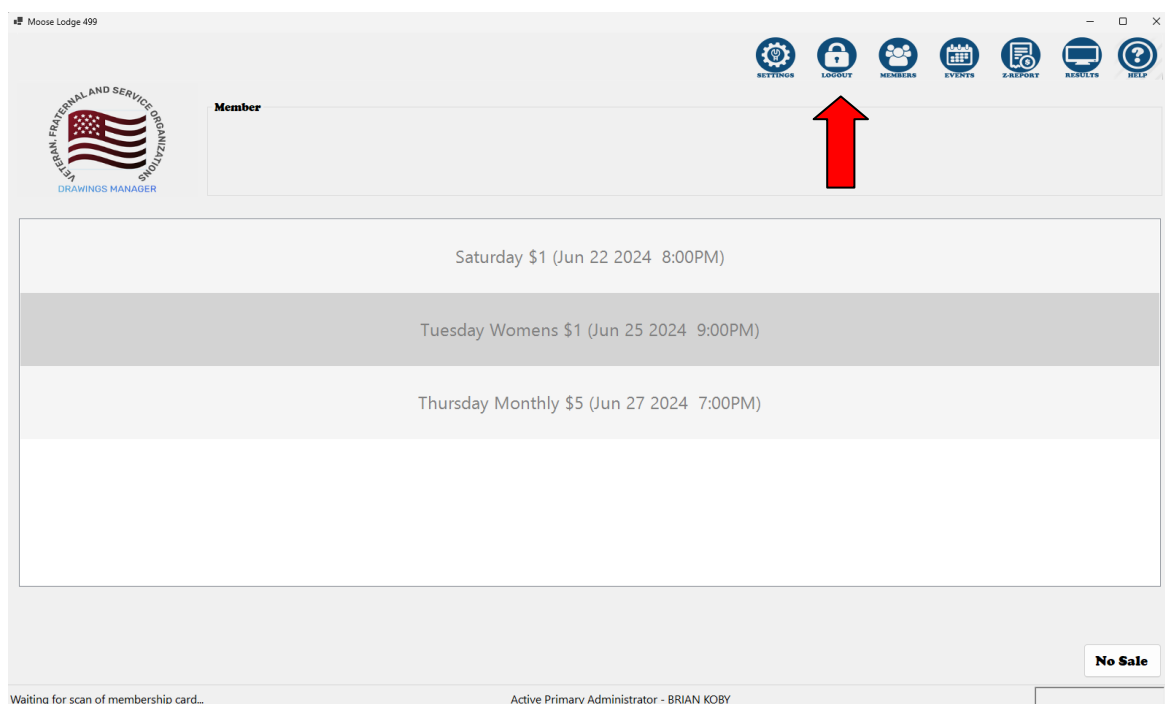 Moose Lodge 499
SETTINGS
LOGOUT
MEMBERS
EVENTS
Z-REPORT
RESULTS
HELP
VETERAN, FRATERNAL AND SERVICE ORGANIZATIONS
DRAWINGS MANAGER
Member
Saturday $1 (Jun 22 2024  8:00PM)
Tuesday Womens $1 (Jun 25 2024  9:00PM)
Thursday Monthly $5 (Jun 27 2024  7:00PM)
No Sale
Waiting for scan of membership card...
Active Primary Administrator - BRIAN KOBY